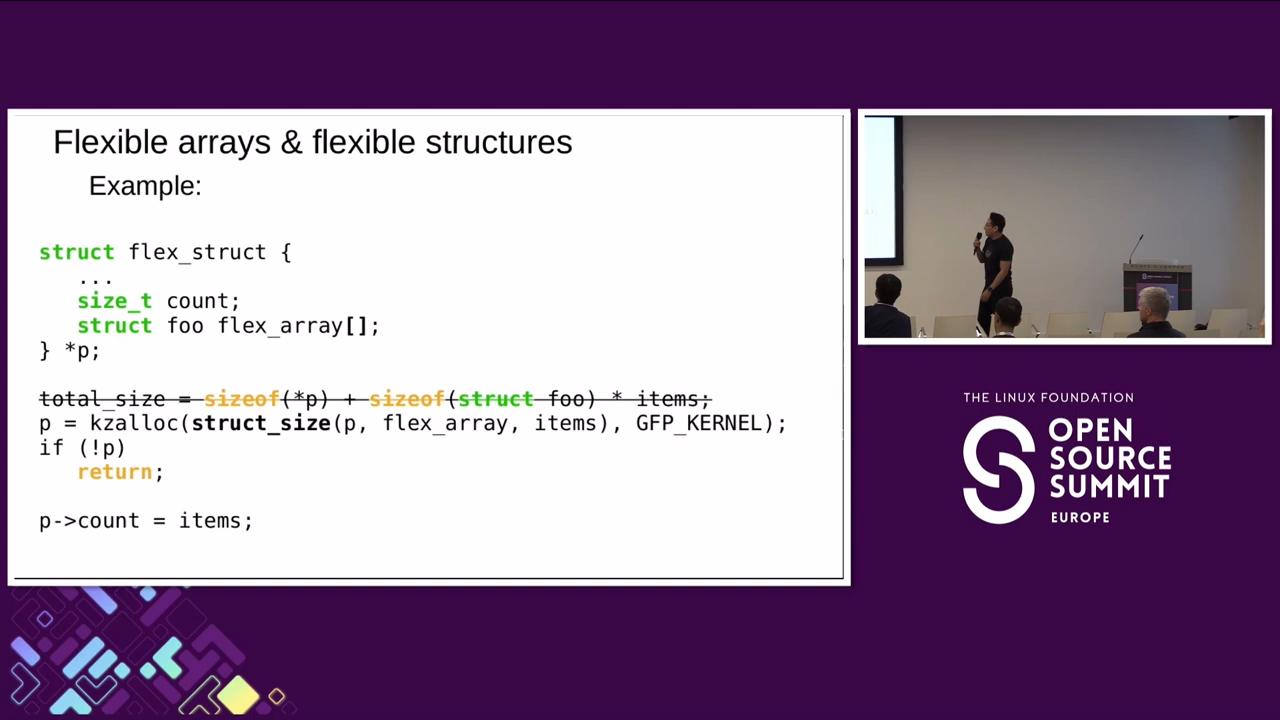 Flexible arrays & flexible structures
Example:
struct flex_struct {
...
size_t count;
struct foo flex_array[];
} *p;
total_size = sizeof(*p) + sizeof(struct foo) * items;
p = kzalloc(struct_size(p, flex_array, items), GFP_KERNEL);
if (!p)
return;
p->count = items;
THE LINUX FOUNDATION
OPEN
SOURCE
SUMMIT
EUROPE